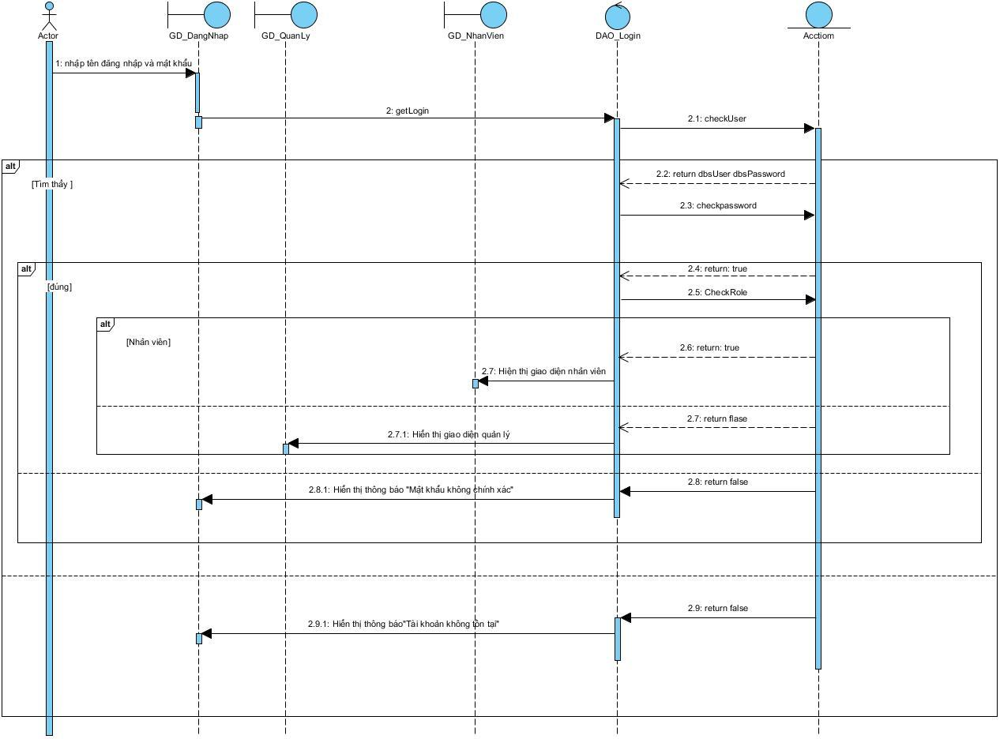 Actor
GD_DangNhap
GD_QuanLy
GD_NhanVien
DAO_Login
Acctiom
1: nhập tên đăng nhập và mật khẩu
2: getLogin
2.1: checkUser
alt
[Tìm thấy ]
2.2: return dbsUser dbsPassword
2.3: checkpassword
alt
[đúng]
2.4: return: true
2.5: CheckRole
alt
[Nhân viên]
2.6: return: true
2.7: Hiện thị giao diện nhân viên
2.7: return flase
2.7.1: Hiển thị giao diện quản lý
2.8: return false
2.8.1: Hiển thị thông báo "Mật khẩu không chính xác"
2.9: return false
2.9.1: Hiển thị thông báo"Tài khoản không tồn tại"